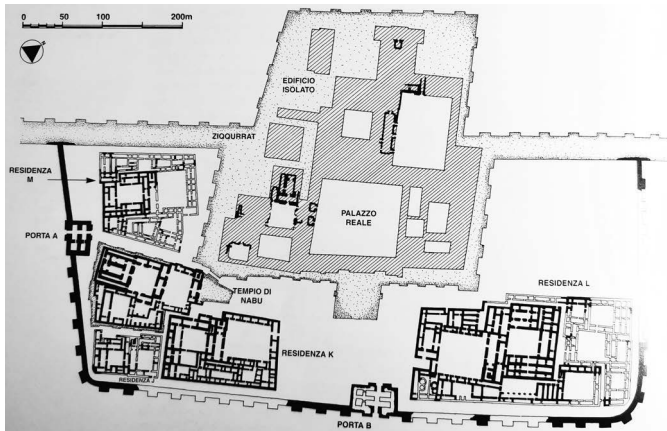 0 50 100 200m
EDIFICIO
ISOLATO
ZIQQURRAT
RESIDENZA
M
PORTA A
PALAZZO
REALE
TEMPIO DI
NABU
RESIDENZA L
RESIDENZA K
RESIDENZA
PORTA B